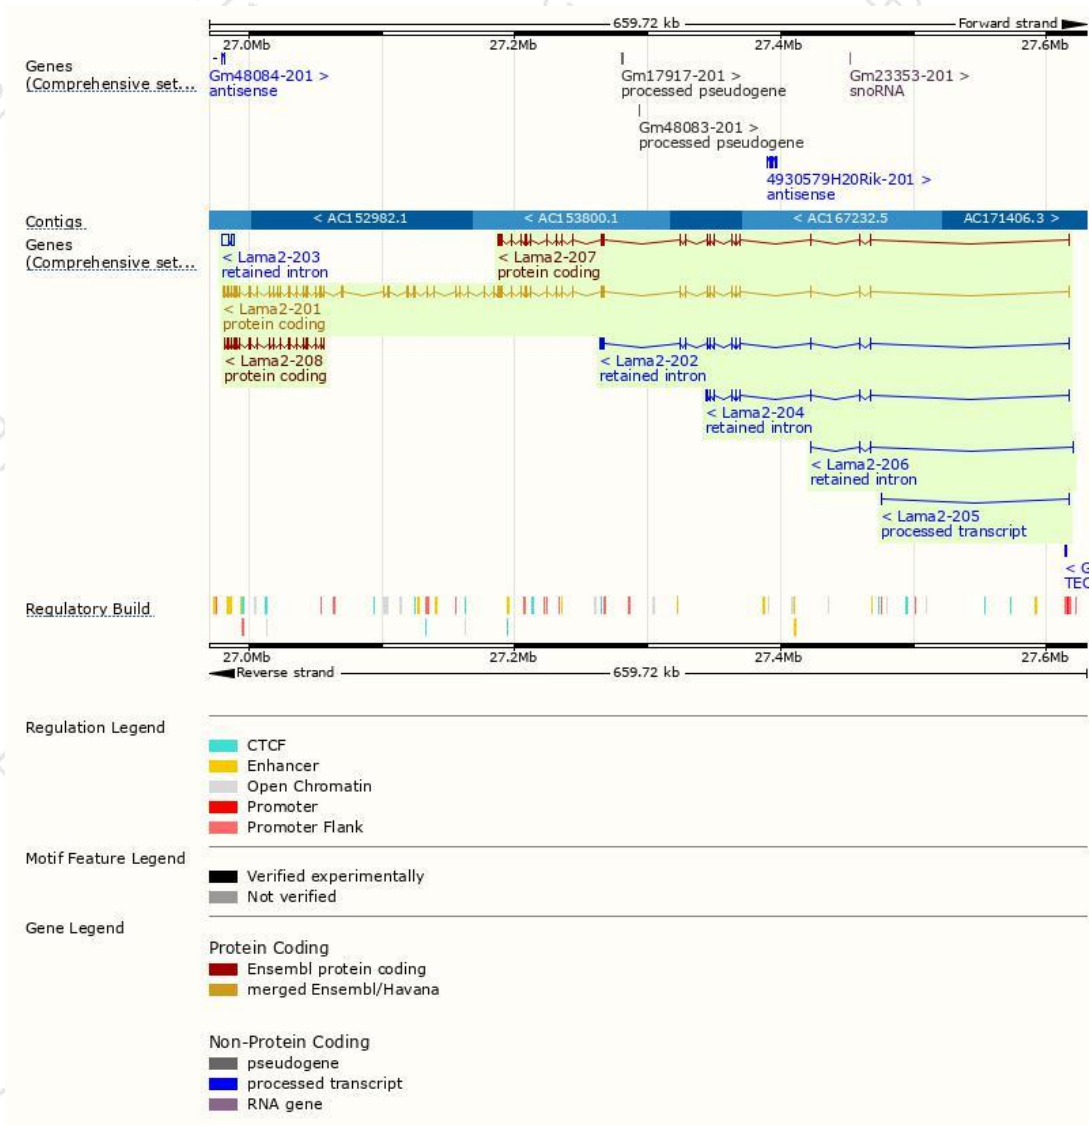 659.72 kb
Forward strand
27.0Mb 27.2Mb 27.4Mb 27.6Mb
Genes
(Comprehensive set...
Gm48084-201 >
antisense
Gm17917-201 >
processed pseudogene
Gm23353-201 >
snoRNA
Gm48083-201 >
processed pseudogene
4930579H20Rik-201 >
antisense
Contigs
< AC152982.1 < AC153800.1 < AC167232.5 AC171406.3 >
Genes
(Comprehensive set...
< Lama2-203
retained intron
< Lama2-207
protein coding
< Lama2-201
protein coding
< Lama2-208
protein coding
< Lama2-202
retained intron
< Lama2-204
retained intron
< Lama2-206
retained intron
< Lama2-205
processed transcript
< G
TEC
Regulatory Build
27.0Mb 27.2Mb 27.4Mb 27.6Mb
Reverse strand
659.72 kb
Regulation Legend
CTCF
Enhancer
Open Chromatin
Promoter
Promoter Flank
Motif Feature Legend
Verified experimentally
Not verified
Gene Legend
Protein Coding
Ensembl protein coding
merged Ensembl/Havana
Non-Protein Coding
pseudogene
processed transcript
RNA gene